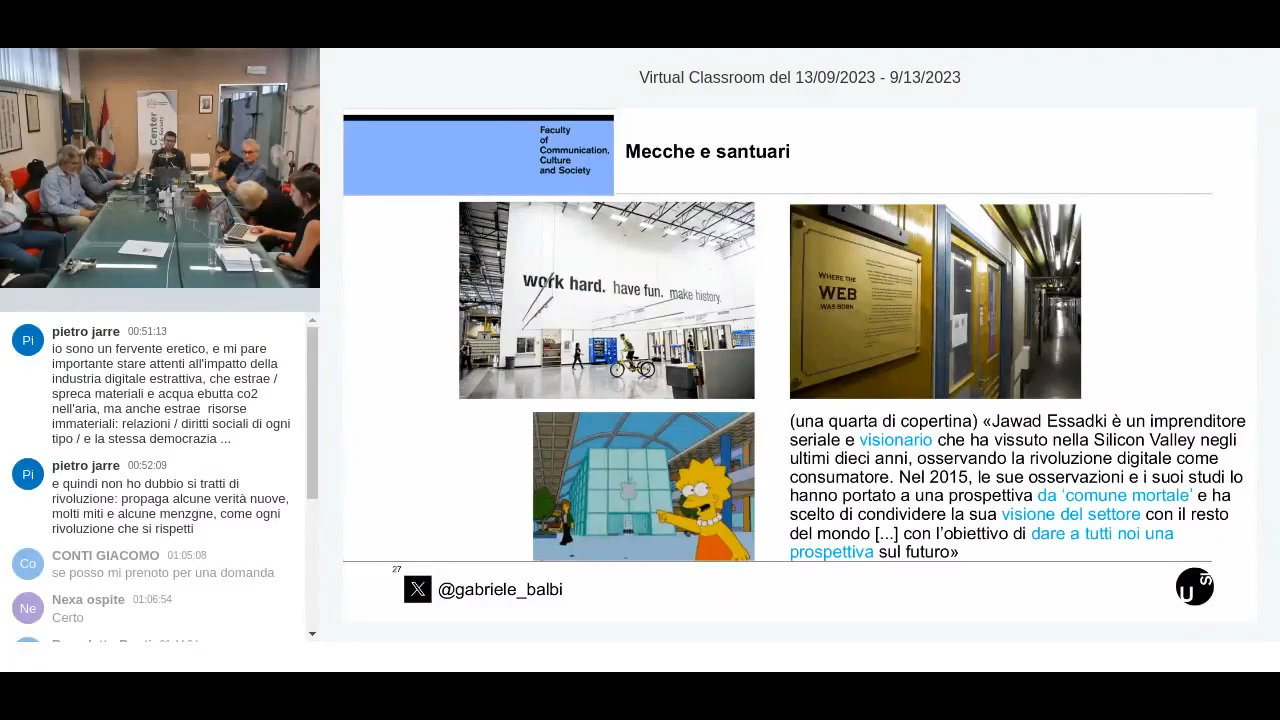 Virtual Classroom del 13/09/2023 - 9/13/2023
Faculty
of
Communication,
Culture
and Society
Mecche e santuari
work hard. have fun. make history.
WHERE THE
WEB
WAS BORN
(una quarta di copertina) «Jawad Essadki è un imprenditore
seriale e visionario che ha vissuto nella Silicon Valley negli
ultimi dieci anni, osservando la rivoluzione digitale come
consumatore. Nel 2015, le sue osservazioni e i suoi studi lo
hanno portato a una prospettiva da ‘comune mortale’ e ha
scelto di condividere la sua visione del settore con il resto
del mondo [...] con l’obiettivo di dare a tutti noi una
prospettiva sul futuro»
27
@gabriele_balbi
U S
Center
& Society
Pi
pietro jarre 00:51:13
io sono un fervente eretico, e mi pare
importante stare attenti all'impatto della
industria digitale estrattiva, che estrae /
spreca materiali e acqua ebutta co2
nell'aria, ma anche estrae risorse
immateriali: relazioni / diritti sociali di ogni
tipo / e la stessa democrazia ...
Pi
pietro jarre 00:52:09
e quindi non ho dubbio si tratti di
rivoluzione: propaga alcune verità nuove,
molti miti e alcune menzgne, come ogni
rivoluzione che si rispetti
Co
CONTI GIACOMO 01:05:08
se posso mi prenoto per una domanda
Ne
Nexa ospite 01:06:54
Certo